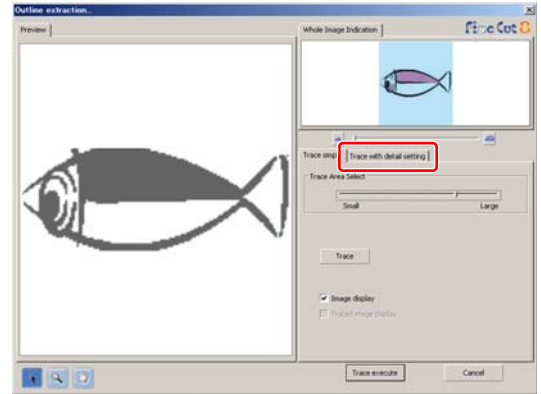 Outline extraction...
Preview
Whole Image Indication
Fine Cut 8
Trace simp
Trace with detail setting
Trace Area Select
Small
Large
Trace
Image display
Traced image display
Trace execute
Cancel